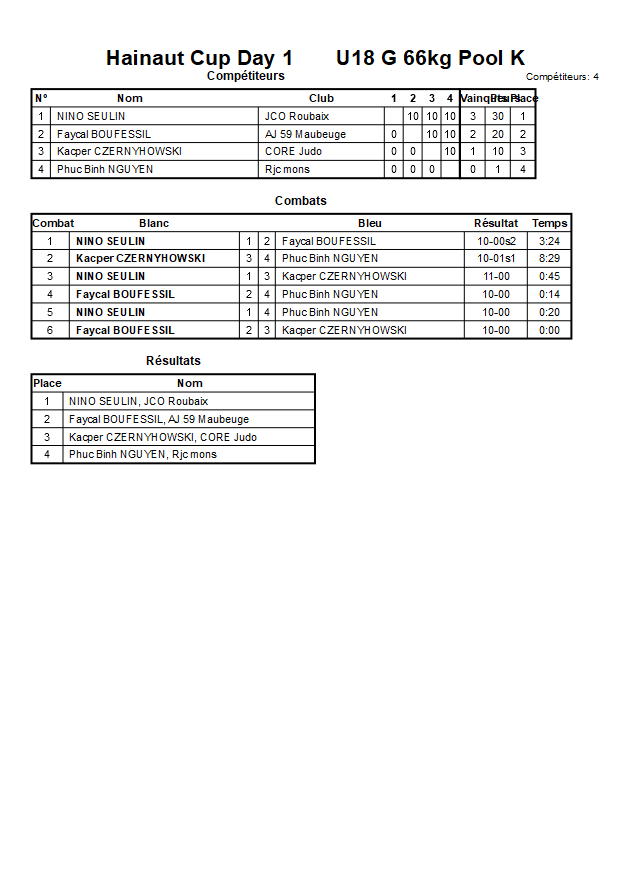 Hainaut Cup Day 1 U18 G 66kg Pool K
Compétiteurs Compétiteurs: 4
Nº Nom Club 1 2 3 4 Vainqueurs Place
1 NINO SEULIN JCO Roubaix 10 10 10 3 30 1
2 Faycal BOUFESSIL AJ 59 Maubeuge 0 10 10 2 20 2
3 Kacper CZERNYHOWSKI CORE Judo 0 0 10 1 10 3
4 Phuc Binh NGUYEN Rjc mons 0 0 0 0 1 4
Combats
Combat Blanc Bleu Résultat Temps
1 NINO SEULIN 1 2 Faycal BOUFESSIL 10-00s2 3:24
2 Kacper CZERNYHOWSKI 3 4 Phuc Binh NGUYEN 10-01s1 8:29
3 NINO SEULIN 1 3 Kacper CZERNYHOWSKI 11-00 0:45
4 Faycal BOUFESSIL 2 4 Phuc Binh NGUYEN 10-00 0:14
5 NINO SEULIN 1 4 Phuc Binh NGUYEN 10-00 0:20
6 Faycal BOUFESSIL 2 3 Kacper CZERNYHOWSKI 10-00 0:00
Résultats
Place Nom
1 NINO SEULIN, JCO Roubaix
2 Faycal BOUFESSIL, AJ 59 Maubeuge
3 Kacper CZERNYHOWSKI, CORE Judo
4 Phuc Binh NGUYEN, Rjc mons